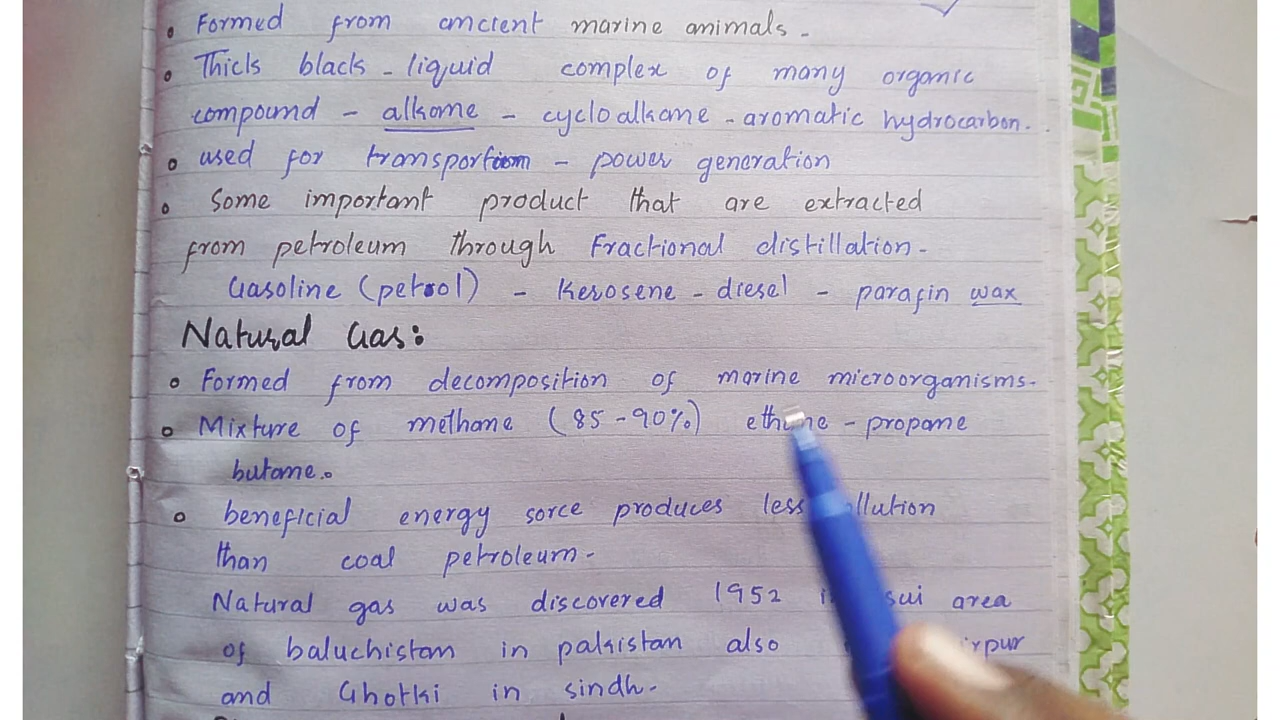 • Formed from ancient marine animals.
• Thick black - liquid complex of many organic
compound - alkane - cycloalkane - aromatic hydrocarbon.
• used for transportion - power generation
• Some important product that are extracted
from petroleum through Fractional distillation -
Gasoline (petrol) - Kerosene - diesel - parafin wax
Natural Gas:
• Formed from decomposition of marine microorganisms.
• Mixture of methane (85-90%) ethane - propane
butane.
• beneficial energy sorce produces less
than coal petroleum.
Natural gas was discovered 1952 sui area
of baluchistan in pakistan also
and Ghotki in sindh.